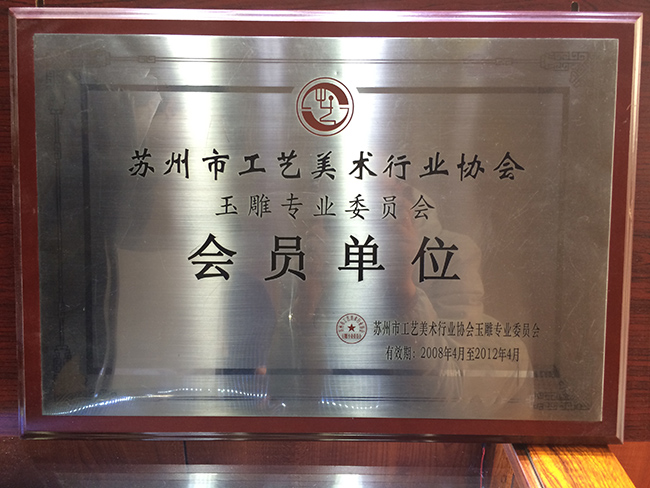 苏州市工艺美术行业协会
玉雕专业委员会
会员单位
苏州市工艺美术行业协会玉雕专业委员会
有效期：2008年4月至2012年4月